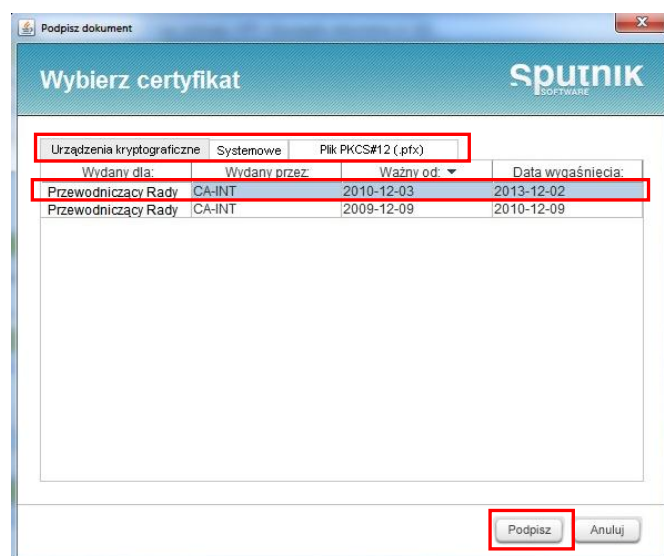 Podpisz dokument
Wybierz certyfikat
sputnik
SOFTWARE
Urządzenia kryptograficzne Systemowe Plik PKCS#12 (.pfx)
Wydany dla: Wydany przez: Ważny od: Data wygaśniecia:
Przewodniczący Rady CA-INT 2010-12-03 2013-12-02
Przewodniczący Rady CA-INT 2009-12-09 2010-12-09
Podpisz Anuluj